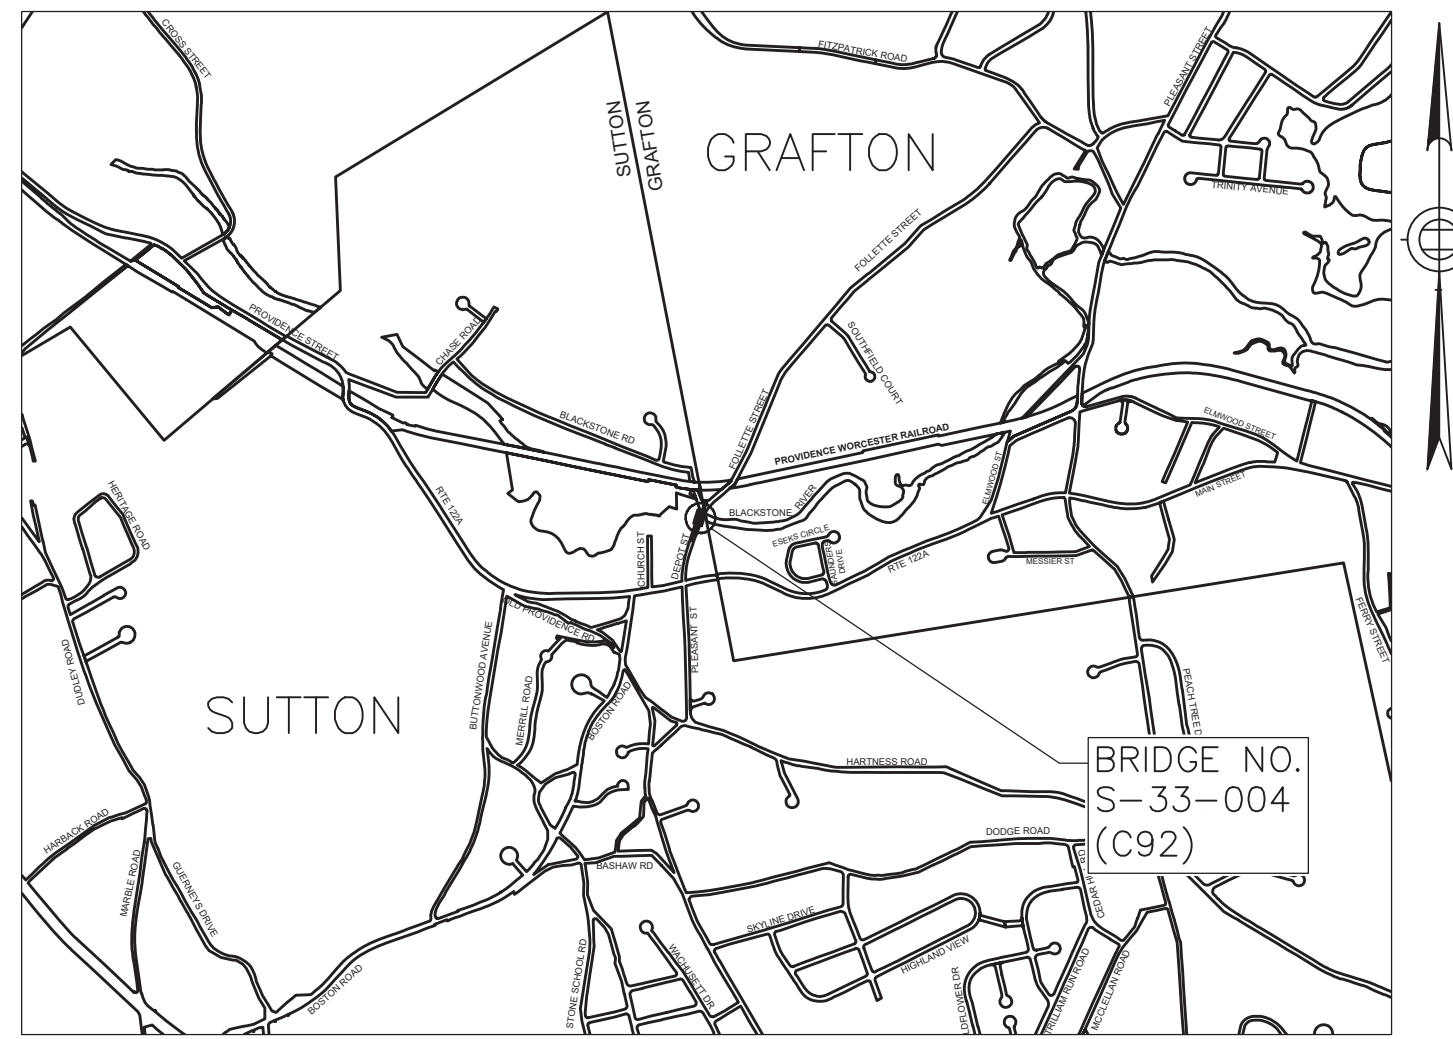 CROSS STREET
FITZPATRICK ROAD
PLEASANT STREET
SUTTON
GRAFTON
GRAFTON
TRINITY AVENUE
FOLLETTE STREET
PROVIDENCE STREET
CHASE ROAD
SOUTHFIELD COURT
BLACKSTONE RD
FOLLETTE STREET
PROVIDENCE WORCESTER RAILROAD
ELMWOOD STREET
MAIN STREET
ELMWOOD ST
HERITAGE ROAD
RTE 122A
BLACKSTONE RIVER
ESEKS CIRCLE
SAUNDERS
DRIVE
RTE 122A
MESSIER ST
CHURCH ST
DEPOT ST
FERRY STREET
OLD PROVIDENCE RD
PLEASANT ST
DUDLEY ROAD
BUTTONWOOD AVENUE
MERRILL ROAD
BOSTON ROAD
PEACH TREE D
SUTTON
HARTNESS ROAD
BRIDGE NO.
S-33-004
(C92)
HARBACK ROAD
MARBLE ROAD
GUERNEYS DRIVE
DODGE ROAD
BASHAW RD
CEDAR H RD
SKYLINE DRIVE
HIGHLAND VIEW
BOSTON ROAD
STONE SCHOOL RD
WACHUSETT DR
LDFLOWER DR
TRILLIAM RUN ROAD
MCCLELLAN ROAD